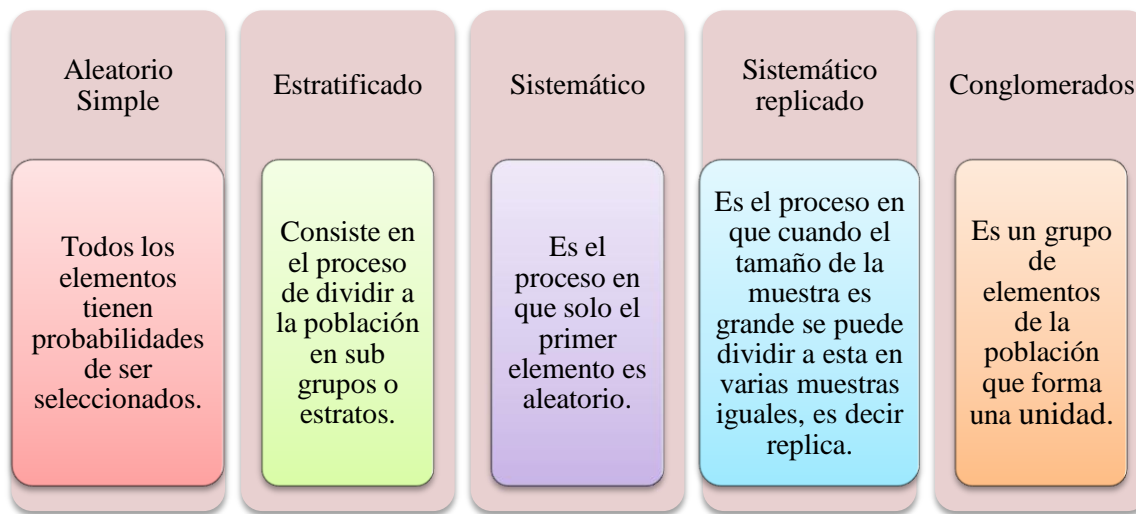 Aleatorio
Simple
Todos los
elementos
tienen
probabilidades
de ser
seleccionados.
Estratificado
Consiste en
el proceso
de dividir a
la población
en sub
grupos o
estratos.
Sistemático
Es el
proceso en
que solo el
primer
elemento es
aleatorio.
Sistemático
replicado
Es el proceso en
que cuando el
tamaño de la
muestra es
grande se puede
dividir a esta en
varias muestras
iguales, es decir
replica.
Conglomerados
Es un grupo
de
elementos
de la
población
que forma
una unidad.